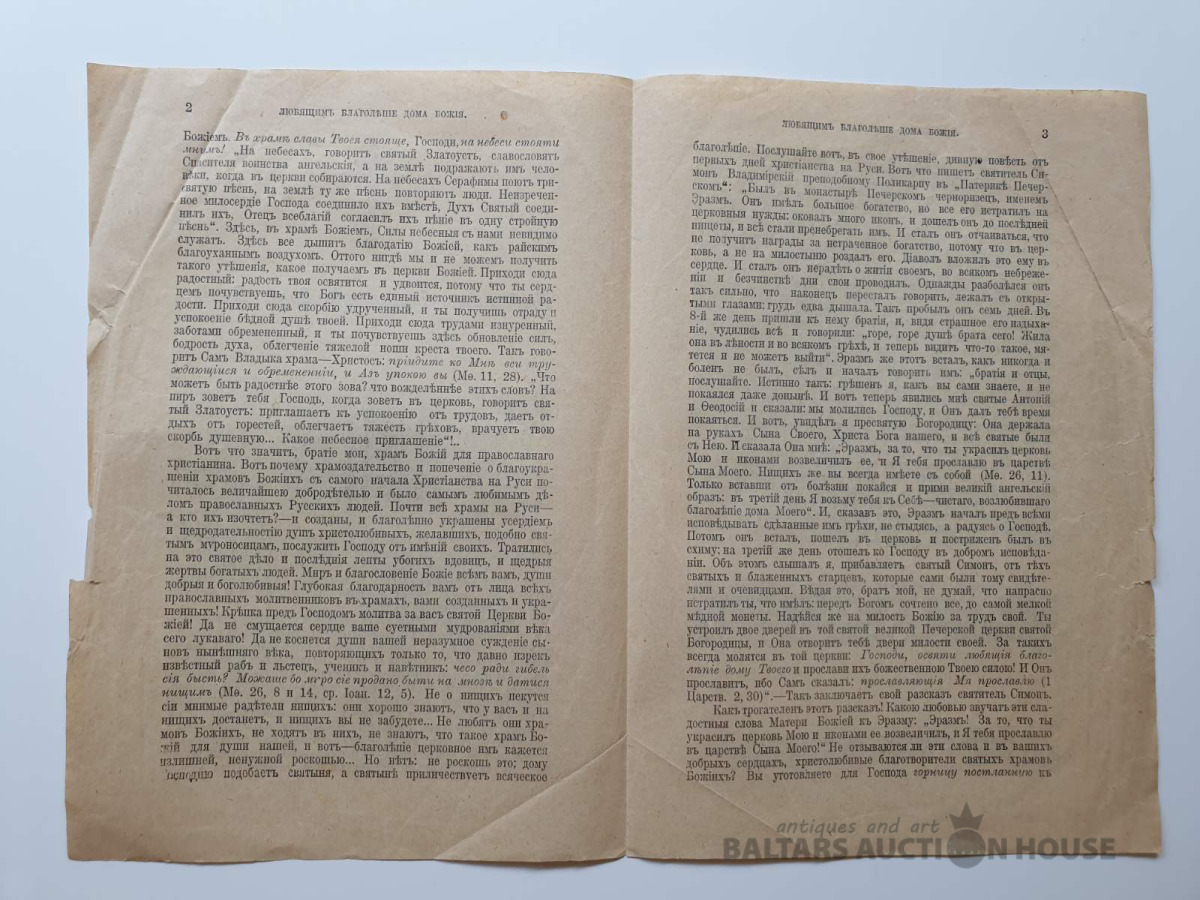 2
ЛЮБЯЩИМЪ БЛАГОЛѢПІЕ ДОМА БОЖІЯ.
Божіемъ. Въ храмѣ славы Твоея стояще, Господи, на небеси стояти
мнимъ! „На небесахъ, говоритъ святый Златоустъ, славословятъ
Спасителя воинства ангельскія, а на землѣ подражаютъ имъ чело-
вѣки, когда въ церкви собираются. На небесахъ Серафимы поютъ три-
святую пѣснь, на землѣ ту же пѣснь повторяютъ люди. Неизречен-
ное милосердіе Господа соединило ихъ вмѣстѣ, Духъ Святый соеди-
нилъ ихъ, Отецъ всеблагій согласилъ ихъ пѣніе въ одну стройную
пѣснь“. Здѣсь, въ храмѣ Божіемъ, Силы небесныя съ нами невидимо
служатъ. Здѣсь все дышитъ благодатію Божіей, какъ райскимъ
благоуханнымъ воздухомъ. Оттого нигдѣ мы и не можемъ получить
такого утѣшенія, какое получаемъ въ церкви Божіей. Приходи сюда
радостный: радость твоя освятится и удвоится, потому что ты серд-
цемъ почувствуешь, что Богъ есть единый источникъ истинной ра-
дости. Приходи сюда скорбію удрученный, и ты получишь отраду и
успокоеніе бѣдной душѣ твоей. Приходи сюда трудами изнуренный,
заботами обремененный, и ты почувствуешь здѣсь обновленіе силъ,
бодрость духа, облегченіе тяжелой ноши креста твоего. Такъ гово-
ритъ Самъ Владыка храма—Христосъ: пріидите ко Мнѣ вси тру-
ждающіися и обремененніи, и Азъ упокою вы (Мѳ. 11, 28). „Что
можетъ быть радостнѣе этого зова? что вожделѣннѣе этихъ словъ? На
пиръ зоветъ тебя Господь, когда зоветъ въ церковь, говоритъ свя-
тый Златоустъ: приглашаетъ къ успокоенію отъ трудовъ, даетъ от-
дыхъ отъ горестей, облегчаетъ тяжесть грѣховъ, врачуетъ твою
скорбь душевную... Какое небесное приглашеніе“!..
Вотъ что значитъ, братіе мои, храмъ Божій для православнаго
христіанина. Вотъ почему храмоздательство и попеченіе о благоукра-
шеніи храмовъ Божіихъ съ самого начала Христіанства на Руси по-
читалось величайшею добродѣтелью и было самымъ любимымъ дѣ-
ломъ православныхъ Русскихъ людей. Почти всѣ храмы на Руси—
а кто ихъ изочтетъ?—и созданы, и благолѣпно украшены усердіемъ
и щедродательностію душъ христолюбивыхъ, желавшихъ, подобно свя-
тымъ мѵроносицамъ, послужить Господу отъ имѣній своихъ. Тратились
на это святое дѣло и послѣднія лепты убогихъ вдовицъ, и щедрыя
жертвы богатыхъ людей. Миръ и благословеніе Божіе всѣмъ вамъ, души
добрыя и боголюбивыя! Глубокая благодарность вамъ отъ лица всѣхъ
православныхъ молитвенниковъ въ храмахъ, вами созданныхъ и укра-
шенныхъ! Крѣпка предъ Господомъ молитва за васъ святой Церкви Бо-
жіей! Да не смущается сердце ваше суетными мудрованіями вѣка
сего лукаваго! Да не коснется души вашей неразумное сужденіе сы-
новъ нынѣшняго вѣка, повторяющихъ только то, что давно изрекъ
извѣстный рабъ и льстецъ, ученикъ и навѣтникъ: чесо ради гибель
сія бысть? Можаше бо мѵро сіе продано быти на мнозѣ и датися
нищимъ (Мѳ. 26, 8 и 14, ср. Іоан. 12, 5). Не о нищихъ пекутся
сіи мнимые радѣтели нищихъ: они хорошо знаютъ, что у васъ и на
нищихъ достанетъ, и нищихъ вы не забудете... Не любятъ они хра-
мовъ Божіихъ, не ходятъ въ нихъ, не знаютъ, что такое храмъ Бо-
жій для души нашей, и вотъ—благолѣпіе церковное имъ кажется
излишней, ненужной роскошью... Но нѣтъ: не роскошь это; дому
Господню подобаетъ святыня, а святынѣ приличествуетъ всяческое
ЛЮБЯЩИМЪ БЛАГОЛѢПІЕ ДОМА БОЖІЯ.
3
благолѣпіе. Послушайте вотъ, въ свое утѣшеніе, дивную повѣсть отъ
первыхъ дней христіанства на Руси. Вотъ что пишетъ святитель Си-
монъ Владимірскій преподобному Поликарпу въ „Патерикѣ Печер-
скомъ“: „Былъ въ монастырѣ Печерскомъ черноризецъ, именемъ
Эразмъ. Онъ имѣлъ большое богатство, но все его истратилъ на
церковныя нужды: оковалъ много иконъ, и дошелъ онъ до послѣдней
нищеты, и всѣ стали пренебрегать имъ. И сталъ онъ отчаиваться, что
не получитъ награды за истраченное богатство, потому что въ цер-
ковь, а не на милостыню роздалъ его. Діаволъ вложилъ это ему въ
сердце. И сталъ онъ нерадѣть о житіи своемъ, во всякомъ небреже-
ніи и безчинствѣ дни свои проводилъ. Однажды разболѣлся онъ
такъ сильно, что наконецъ пересталъ говорить, лежалъ съ откры-
тыми глазами: грудь едва дышала. Такъ пробылъ онъ семь дней. Въ
8-й же день пришли къ нему братія, и, видя страшное его издыха-
ніе, чудились всѣ и говорили: „горе, горе душѣ брата сего! Жила
она въ лѣности и во всякомъ грѣхѣ, и теперь видитъ что-то такое, мя-
тется и не можетъ выйти“. Эразмъ же этотъ всталъ, какъ никогда и
боленъ не былъ, сѣлъ и началъ говорить имъ: „братія и отцы,
послушайте. Истинно такъ: грѣшенъ я, какъ вы сами знаете, и не
покаялся даже донынѣ. И вотъ теперь явились мнѣ святые Антоній
и Ѳеодосій и сказали: мы молились Господу, и Онъ далъ тебѣ время
покаяться. И вотъ, увидѣлъ я пресвятую Богородицу: Она держала
на рукахъ Сына Своего, Христа Бога нашего, и всѣ святые были
съ Нею. И сказала Она мнѣ: „Эразмъ, за то, что ты украсилъ церковь
Мою и иконами возвеличилъ ее, и Я тебя прославлю въ царствѣ
Сына Моего. Нищихъ же вы всегда имѣете съ собой (Мѳ. 26, 11).
Только вставши отъ болѣзни покайся и прими великій ангельскій
образъ: въ третій день Я возьму тебя къ Себѣ—чистаго, возлюбившаго
благолѣпіе дома Моего“. И, сказавъ это, Эразмъ началъ предъ всѣми
исповѣдывать сдѣланные имъ грѣхи, не стыдясь, а радуясь о Господѣ.
Потомъ онъ всталъ, пошелъ въ церковь и постриженъ былъ въ
схиму; на третій же день отошелъ ко Господу въ добромъ исповѣда-
ніи. Объ этомъ слышалъ я, прибавляетъ святый Симонъ, отъ тѣхъ
святыхъ и блаженныхъ старцевъ, которые сами были тому свидѣте-
лями и очевидцами. Вѣдая это, братъ мой, не думай, что напрасно
истратилъ ты, что имѣлъ: передъ Богомъ сочтено все, до самой мелкой
мѣдной монеты. Надѣйся же на милость Божію за трудъ свой. Ты
устроилъ двое дверей въ той святой великой Печерской церкви святой
Богородицы, и Она отворитъ тебѣ двери милости своей. За такихъ
всегда молятся въ той церкви: Господи, освяти любящія благо-
лѣпіе дому Твоего и прослави ихъ божественною Твоею силою! И Онъ
прославитъ, ибо Самъ сказалъ: прославляющія Мя прославлю (1
Царств. 2, 30)“.—Такъ заключаетъ свой разсказъ святитель Симонъ.
Какъ трогателенъ этотъ разсказъ! Какою любовью звучатъ эти сла-
достныя слова Матери Божіей къ Эразму: „Эразмъ! За то, что ты
украсилъ церковь Мою и иконами ее возвеличилъ, и Я тебя прославлю
въ царствѣ Сына Моего!“ Не отзываются ли эти слова и въ вашихъ
добрыхъ сердцахъ, христолюбивые благотворители святыхъ храмовъ
Божіихъ? Вы уготовляете для Господа горницу постланную къ
antiques and art
BALTARS AUCTION HOUSE